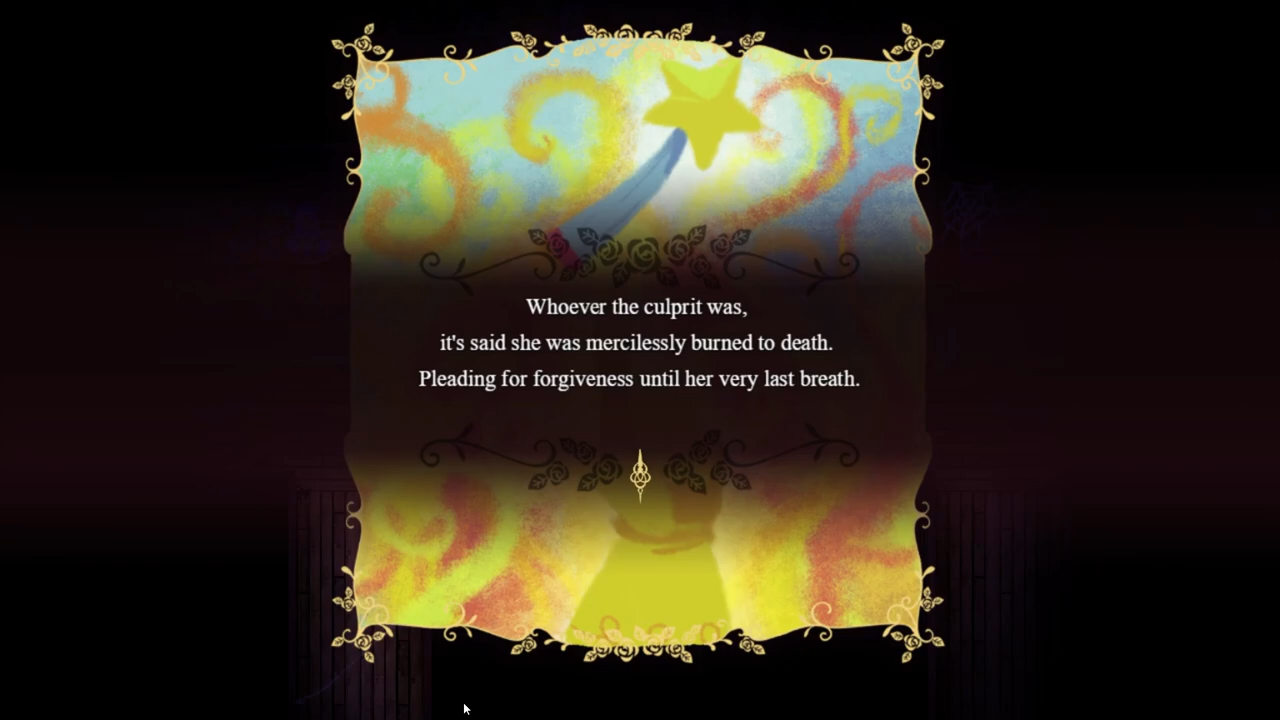 Whoever the culprit was,
it's said she was mercilessly burned to death.
Pleading for forgiveness until her very last breath.